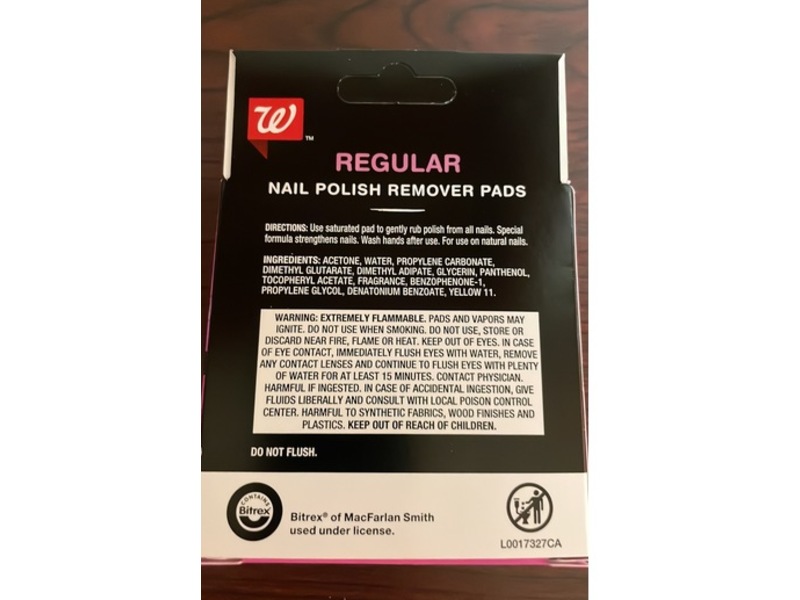 W
TM
REGULAR
NAIL POLISH REMOVER PADS
DIRECTIONS: Use saturated pad to gently rub polish from all nails. Special
formula strengthens nails. Wash hands after use. For use on natural nails.
INGREDIENTS: ACETONE, WATER, PROPYLENE CARBONATE,
DIMETHYL GLUTARATE, DIMETHYL ADIPATE, GLYCERIN, PANTHENOL,
TOCOPHERYL ACETATE, FRAGRANCE, BENZOPHENONE-1,
PROPYLENE GLYCOL, DENATONIUM BENZOATE, YELLOW 11.
WARNING: EXTREMELY FLAMMABLE. PADS AND VAPORS MAY
IGNITE. DO NOT USE WHEN SMOKING. DO NOT USE, STORE OR
DISCARD NEAR FIRE, FLAME OR HEAT. KEEP OUT OF EYES. IN CASE
OF EYE CONTACT, IMMEDIATELY FLUSH EYES WITH WATER, REMOVE
ANY CONTACT LENSES AND CONTINUE TO FLUSH EYES WITH PLENTY
OF WATER FOR AT LEAST 15 MINUTES. CONTACT PHYSICIAN.
HARMFUL IF INGESTED. IN CASE OF ACCIDENTAL INGESTION, GIVE
FLUIDS LIBERALLY AND CONSULT WITH LOCAL POISON CONTROL
CENTER. HARMFUL TO SYNTHETIC FABRICS, WOOD FINISHES AND
PLASTICS. KEEP OUT OF REACH OF CHILDREN.
DO NOT FLUSH.
CONTAINS
Bitrex
Bitrex® of MacFarlan Smith
used under license.
L0017327CA